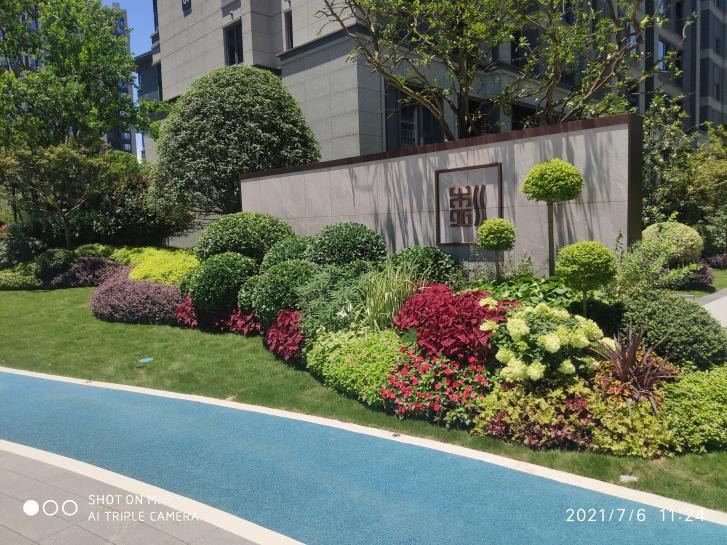 SHOT ON MI 9
AI TRIPLE CAMERA
2021/7/6 11:24